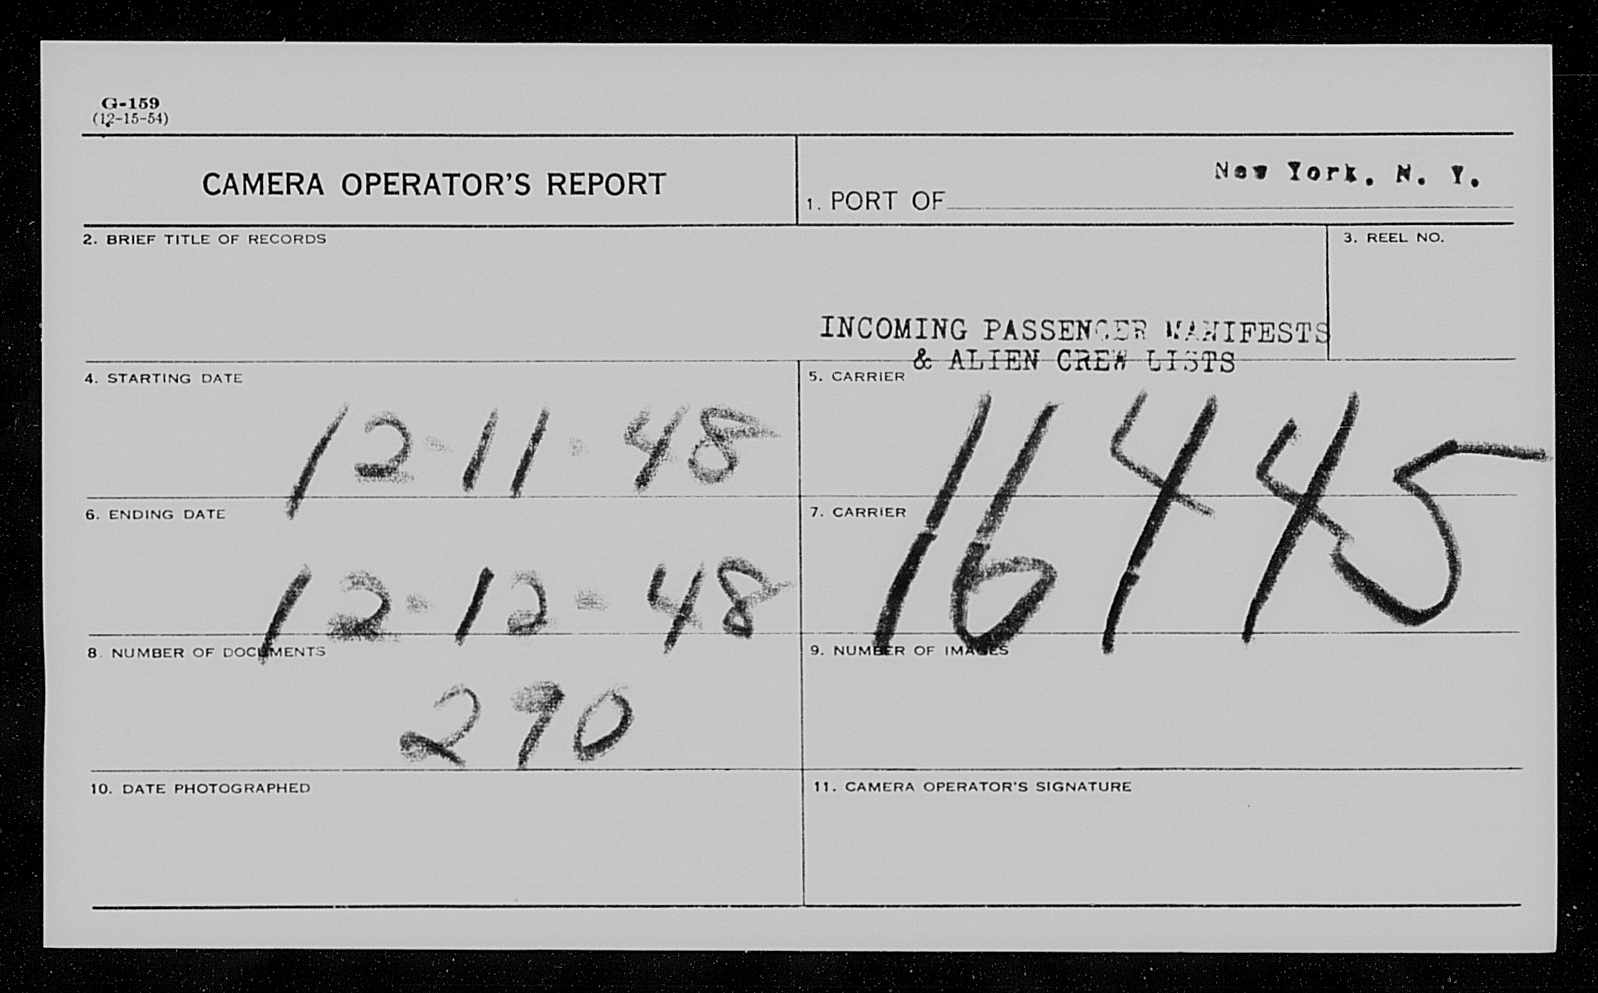 G-159
(12-15-54)
CAMERA OPERATOR'S REPORT
1. PORT OF New York, N. Y.
2. BRIEF TITLE OF RECORDS
3. REEL NO.
INCOMING PASSENGER MANIFESTS
& ALIEN CREW LISTS
4. STARTING DATE
12-11-48
5. CARRIER
16445
6. ENDING DATE
12-12-48
7. CARRIER
8. NUMBER OF DOCUMENTS
290
9. NUMBER OF IMAGES
10. DATE PHOTOGRAPHED
11. CAMERA OPERATOR'S SIGNATURE